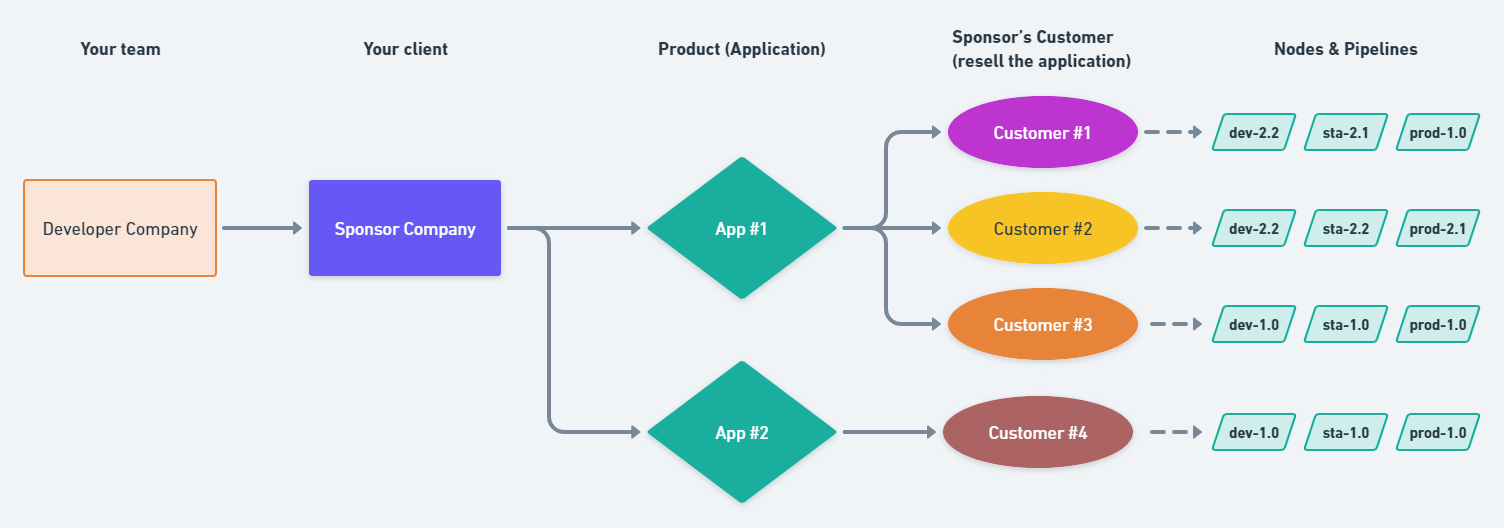 Your team
Your client
Product (Application)
Sponsor’s Customer
(resell the application)
Nodes & Pipelines
Developer Company
Sponsor Company
App #1
Customer #1
dev-2.2
sta-2.1
prod-1.0
Customer #2
dev-2.2
sta-2.2
prod-2.1
Customer #3
dev-1.0
sta-1.0
prod-1.0
App #2
Customer #4
dev-1.0
sta-1.0
prod-1.0